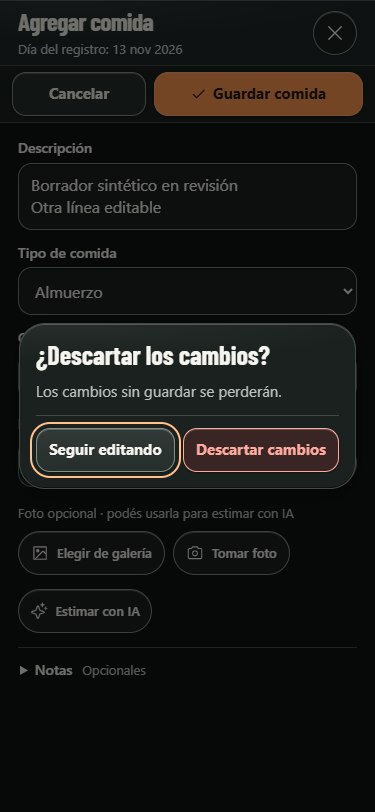 Agregar comida
Día del registro: 13 nov 2026
Cancelar
Guardar comida
Descripción
Borrador sintético en revisión
Otra línea editable
Tipo de comida
Almuerzo
¿Descartar los cambios?
Los cambios sin guardar se perderán.
Seguir editando
Descartar cambios
Foto opcional · podés usarla para estimar con IA
Elegir de galería
Tomar foto
Estimar con IA
Notas Opcionales